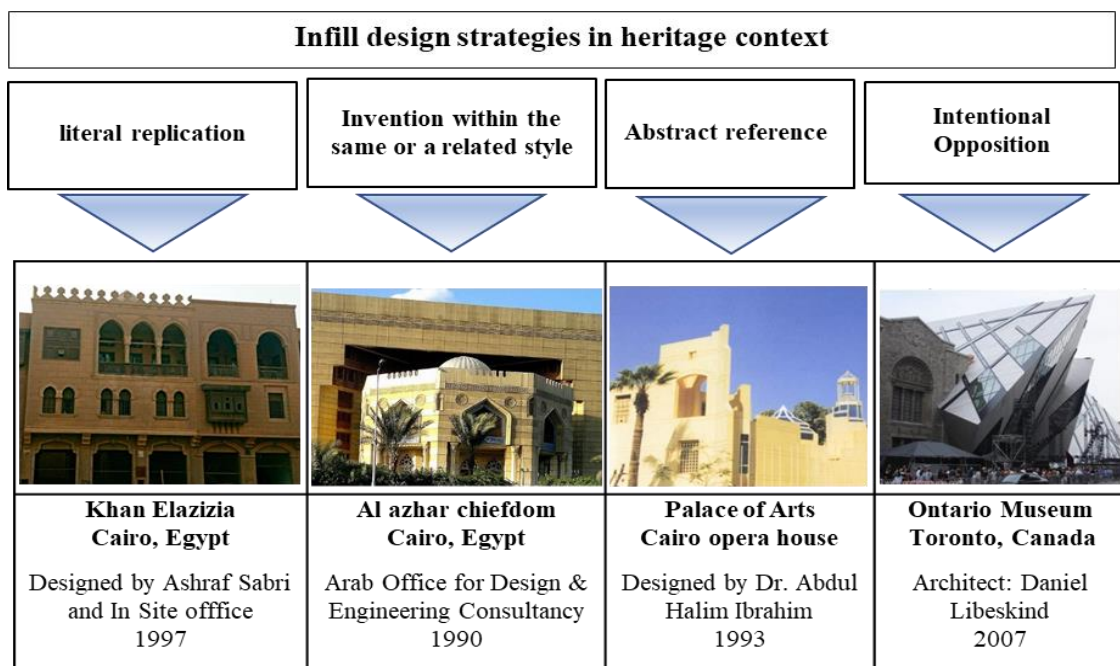 Infill design strategies in heritage context
literal replication
Invention within the
same or a related style
Abstract reference
Intentional
Opposition
Khan Elazizia
Cairo, Egypt
Designed by Ashraf Sabri
and In Site offfice
1997
Al azhar chiefdom
Cairo, Egypt
Arab Office for Design &
Engineering Consultancy
1990
Palace of Arts
Cairo opera house
Designed by Dr. Abdul
Halim Ibrahim
1993
Ontario Museum
Toronto, Canada
Architect: Daniel
Libeskind
2007